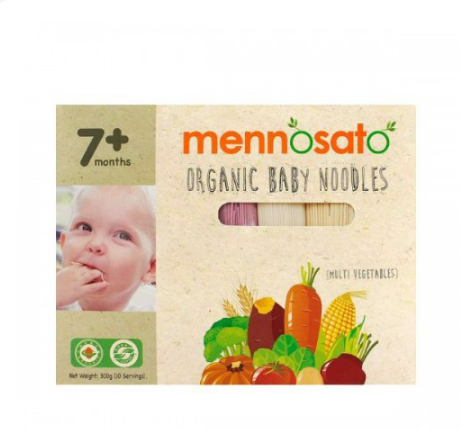 7+
months
mennosato
ORGANIC BABY NOODLES
(MULTI VEGETABLES)
Net Weight: 300g (10 Servings).